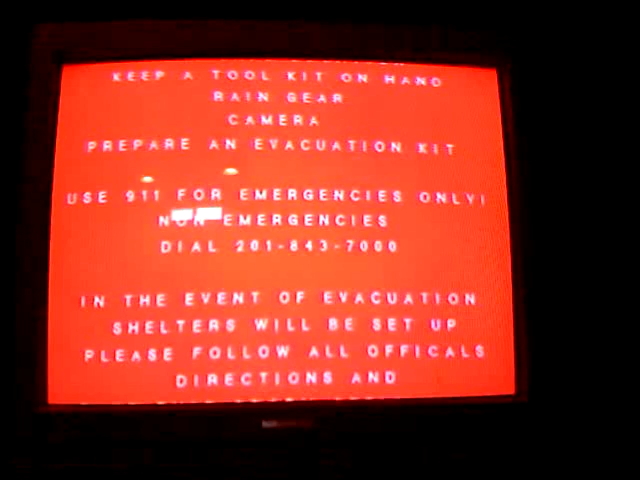 KEEP A TOOL KIT ON HAND
RAIN GEAR
CAMERA
PREPARE AN EVACUATION KIT
USE 911 FOR EMERGENCIES ONLY!
NON EMERGENCIES
DIAL 201-843-7000
IN THE EVENT OF EVACUATION
SHELTERS WILL BE SET UP
PLEASE FOLLOW ALL OFFICALS
DIRECTIONS AND